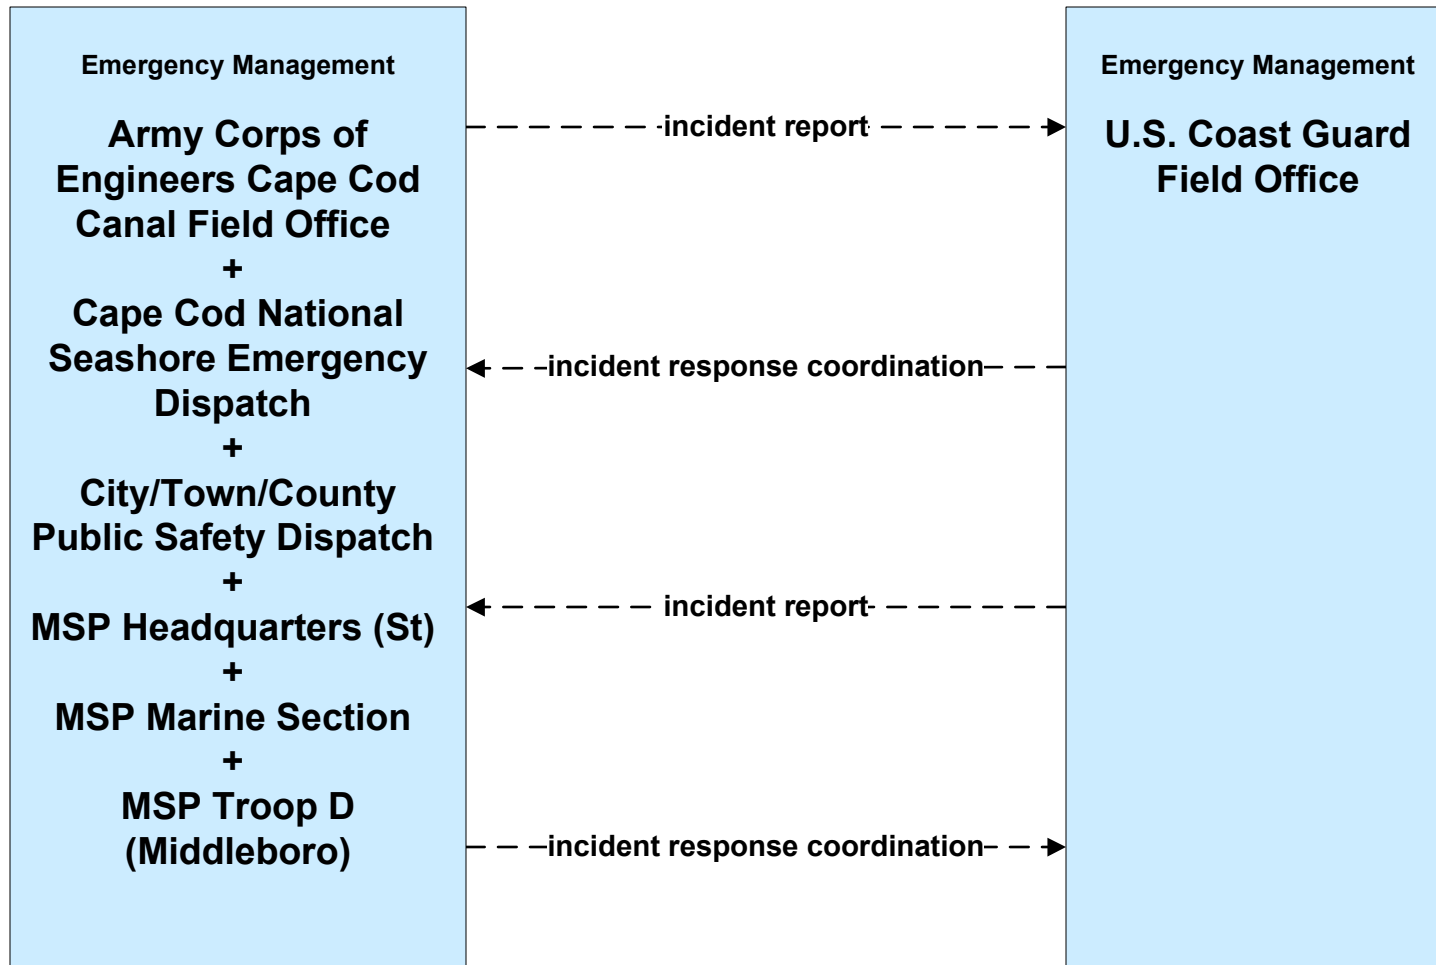 Emergency Management
Army Corps of
Engineers Cape Cod
Canal Field Office
+
Cape Cod National
Seashore Emergency
Dispatch
+
City/Town/County
Public Safety Dispatch
+
MSP Headquarters (St)
+
MSP Marine Section
+
MSP Troop D
(Middleboro)
incident report
incident response coordination
incident report
incident response coordination
Emergency Management
U.S. Coast Guard
Field Office